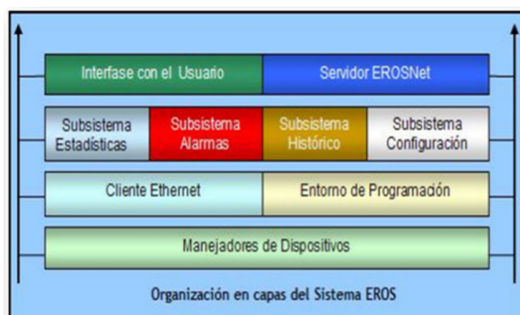 Interfase con el Usuario
Servidor EROSNet
Subsistema
Estadísticas
Subsistema
Alarmas
Subsistema
Histórico
Subsistema
Configuración
Cliente Ethernet
Entorno de Programación
Manejadores de Dispositivos
Organización en capas del Sistema EROS